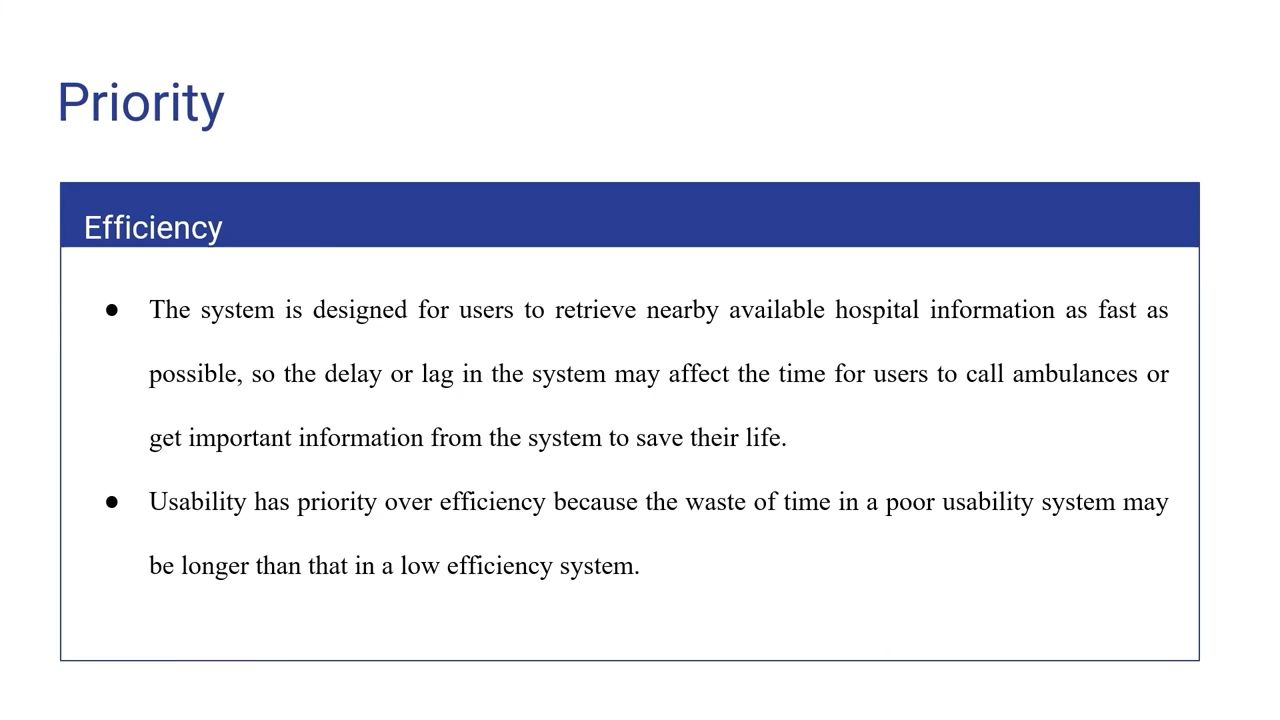 Priority
Efficiency
● The system is designed for users to retrieve nearby available hospital information as fast as
possible, so the delay or lag in the system may affect the time for users to call ambulances or
get important information from the system to save their life.
● Usability has priority over efficiency because the waste of time in a poor usability system may
be longer than that in a low efficiency system.